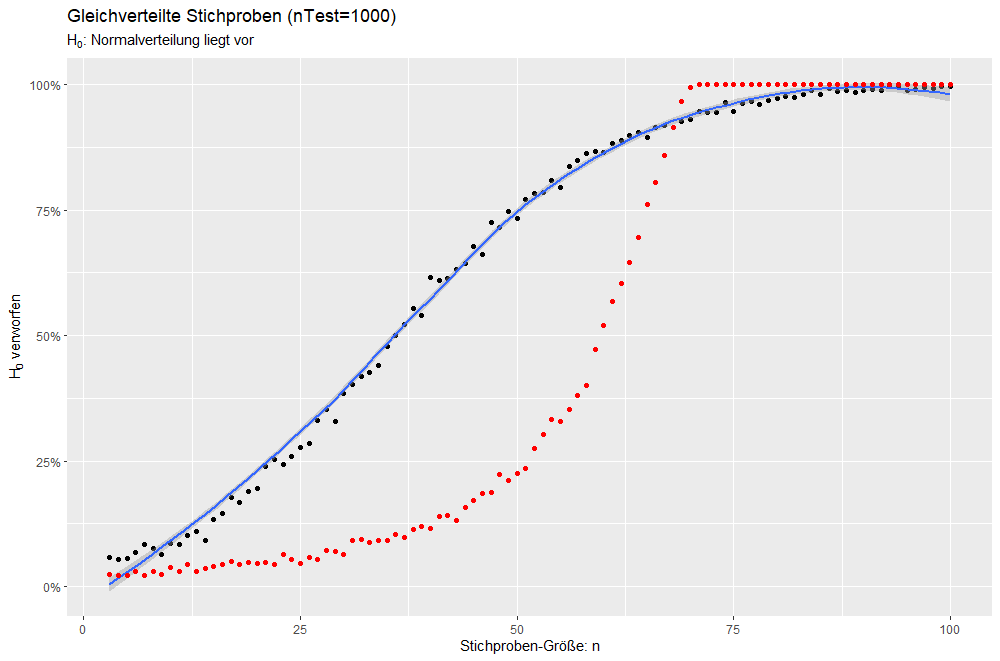 Gleichverteilte Stichproben (nTest=1000)
H₀: Normalverteilung liegt vor
100%
75%
50%
25%
0%
H₀ verworfen
0 25 50 75 100
Stichproben-Größe: n